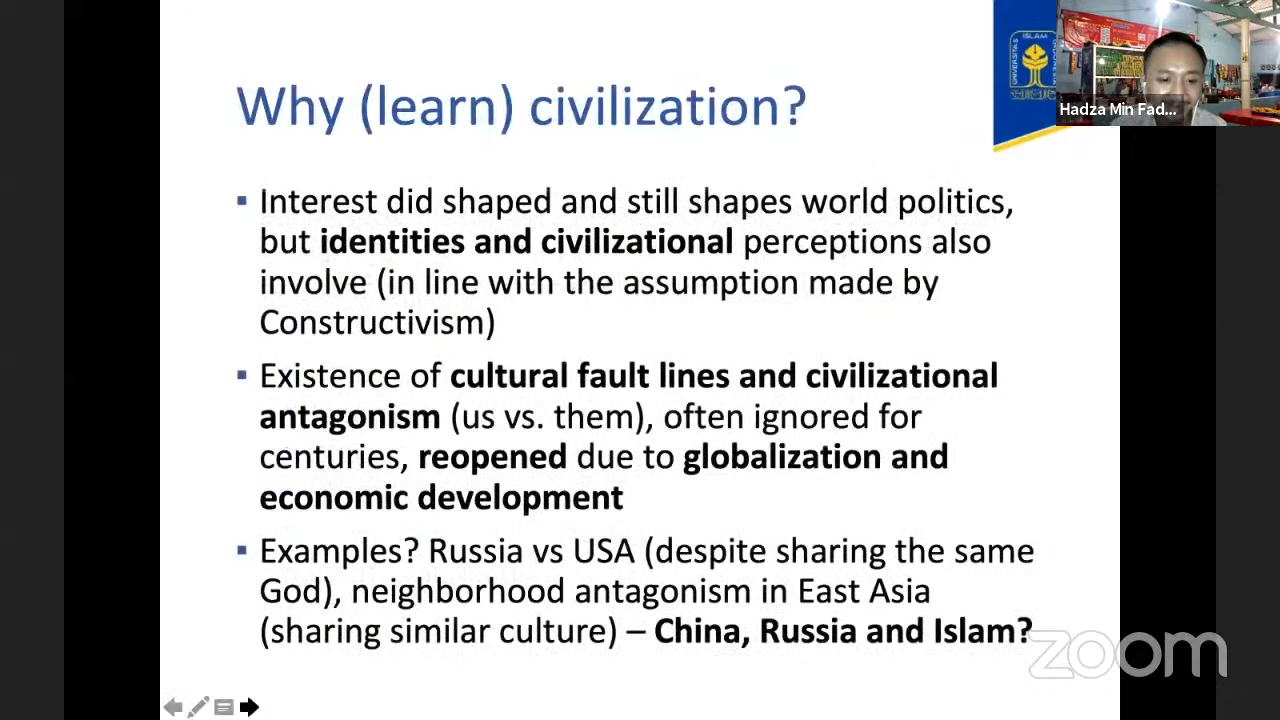 Why (learn) civilization?
UNIVERSITAS
ISLAM
Hadza Min Fad...
▪ Interest did shaped and still shapes world politics,
but identities and civilizational perceptions also
involve (in line with the assumption made by
Constructivism)
▪ Existence of cultural fault lines and civilizational
antagonism (us vs. them), often ignored for
centuries, reopened due to globalization and
economic development
▪ Examples? Russia vs USA (despite sharing the same
God), neighborhood antagonism in East Asia
(sharing similar culture) – China, Russia and Islam?
zoom